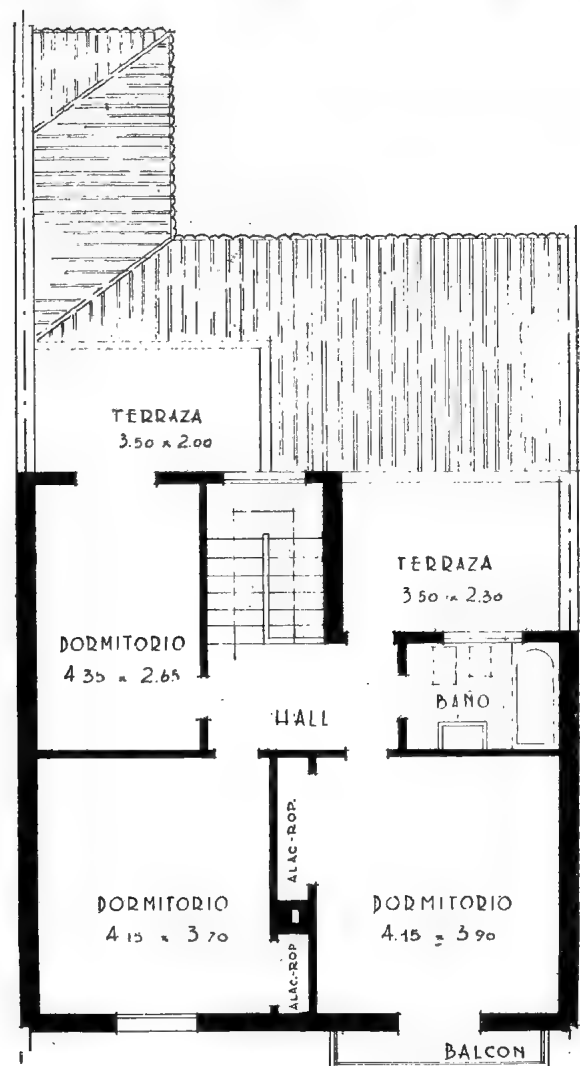 TERRAZA
3.50 x 2.00
TERRAZA
3 50 x 2.30
DORMITORIO
4 35 x 2.65
BAÑO
HALL
ALAC-ROP.
DORMITORIO
4 15 x 3 70
DORMITORIO
4.15 x 3 90
ALAC-ROP
BALCON